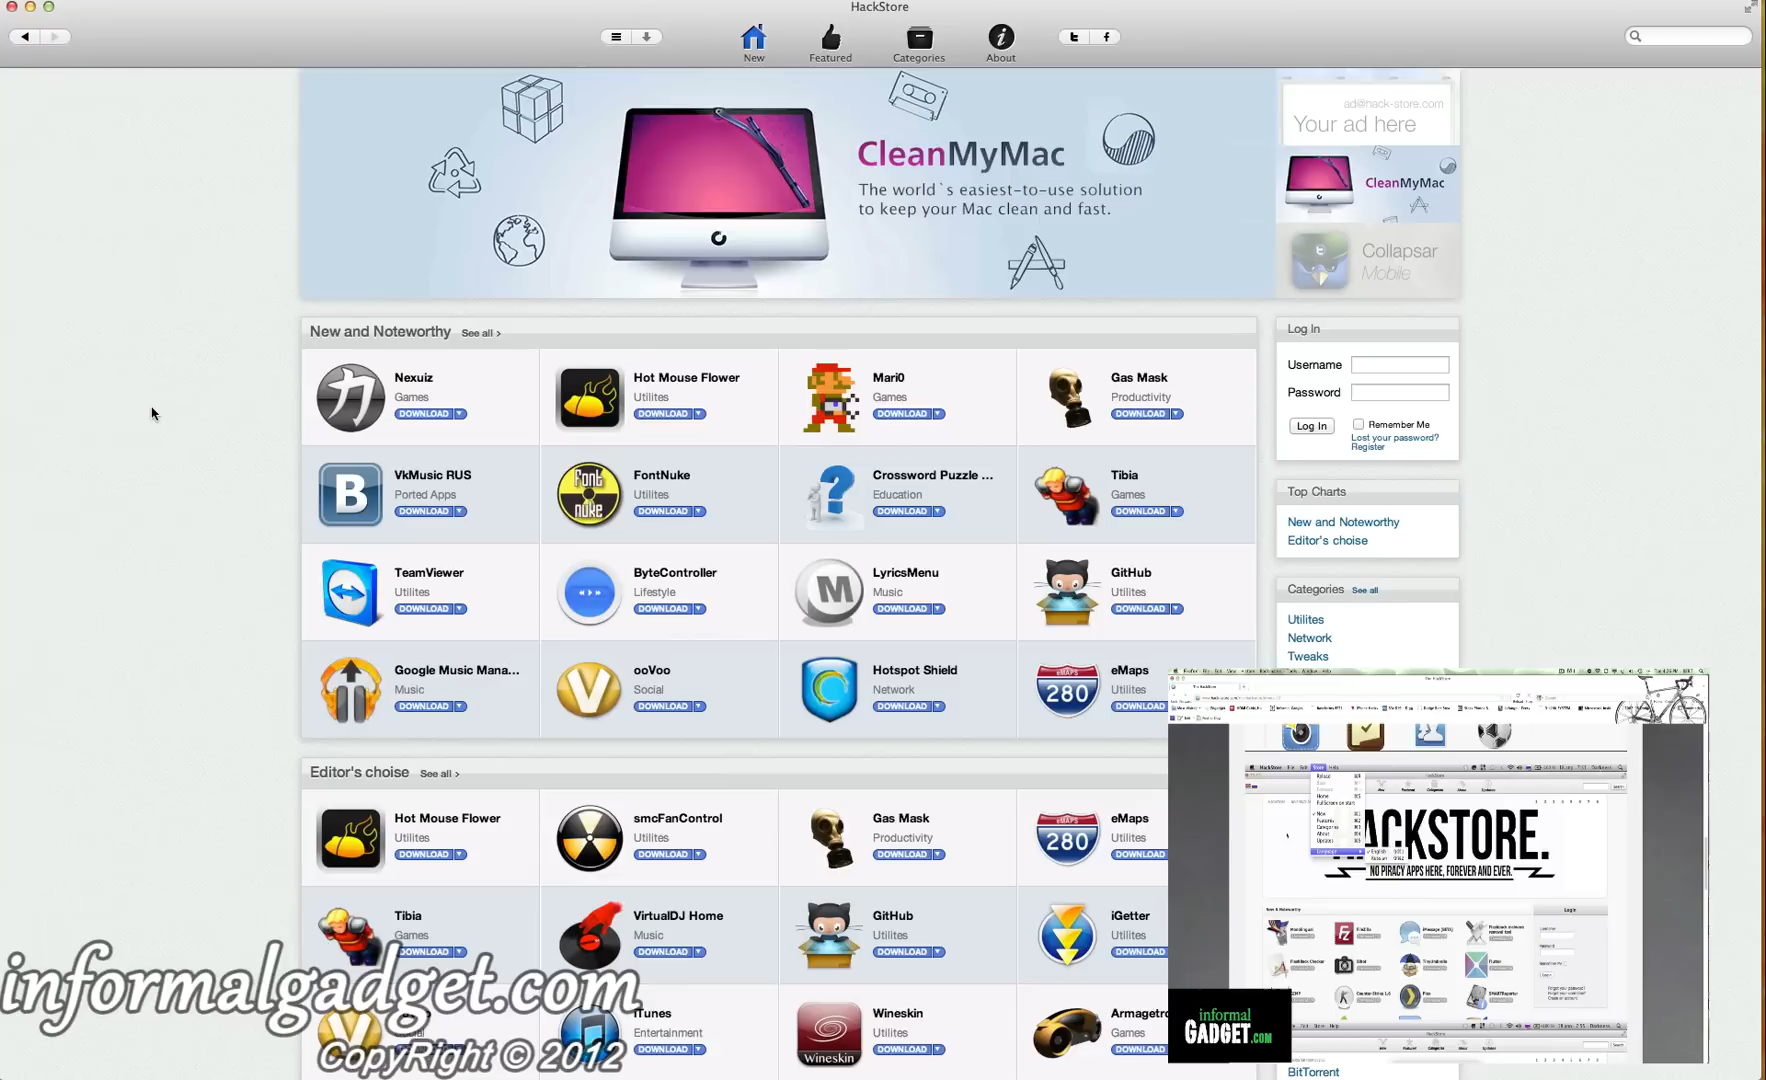 HackStore
New
Featured
Categories
About
CleanMyMac
The world`s easiest-to-use solution
to keep your Mac clean and fast.
ad@hack-store.com
Your ad here
CleanMyMac
Collapsar
Mobile
New and Noteworthy See all >
Nexuiz
Games
DOWNLOAD
Hot Mouse Flower
Utilites
DOWNLOAD
Mari0
Games
DOWNLOAD
Gas Mask
Productivity
DOWNLOAD
VkMusic RUS
Ported Apps
DOWNLOAD
Font nuke
FontNuke
Utilites
DOWNLOAD
Crossword Puzzle ...
Education
DOWNLOAD
Tibia
Games
DOWNLOAD
TeamViewer
Utilites
DOWNLOAD
ByteController
Lifestyle
DOWNLOAD
LyricsMenu
Music
DOWNLOAD
GitHub
Utilites
DOWNLOAD
Google Music Mana...
Music
DOWNLOAD
ooVoo
Social
DOWNLOAD
Hotspot Shield
Network
DOWNLOAD
eMAPS
280
eMaps
Utilites
DOWNLOAD
Log In
Username
Password
Log In
Remember Me
Lost your password?
Register
Top Charts
New and Noteworthy
Editor's choise
Categories See all
Utilites
Network
Tweaks
BitTorrent
Editor's choise See all >
Hot Mouse Flower
Utilites
DOWNLOAD
smcFanControl
Utilites
DOWNLOAD
Gas Mask
Productivity
DOWNLOAD
eMAPS
280
eMaps
Utilites
DOWNLOAD
Tibia
Games
DOWNLOAD
VirtualDJ Home
Music
DOWNLOAD
GitHub
Utilites
DOWNLOAD
iGetter
Utilites
DOWNLOAD
iTunes
Entertainment
DOWNLOAD
Wineskin
Wineskin
Utilites
DOWNLOAD
Armagetro
Games
DOWNLOAD
ACKSTORE.
NO PIRACY APPS HERE, FOREVER AND EVER.
informal
GADGET.com
informalgadget.com
CopyRight © 2012